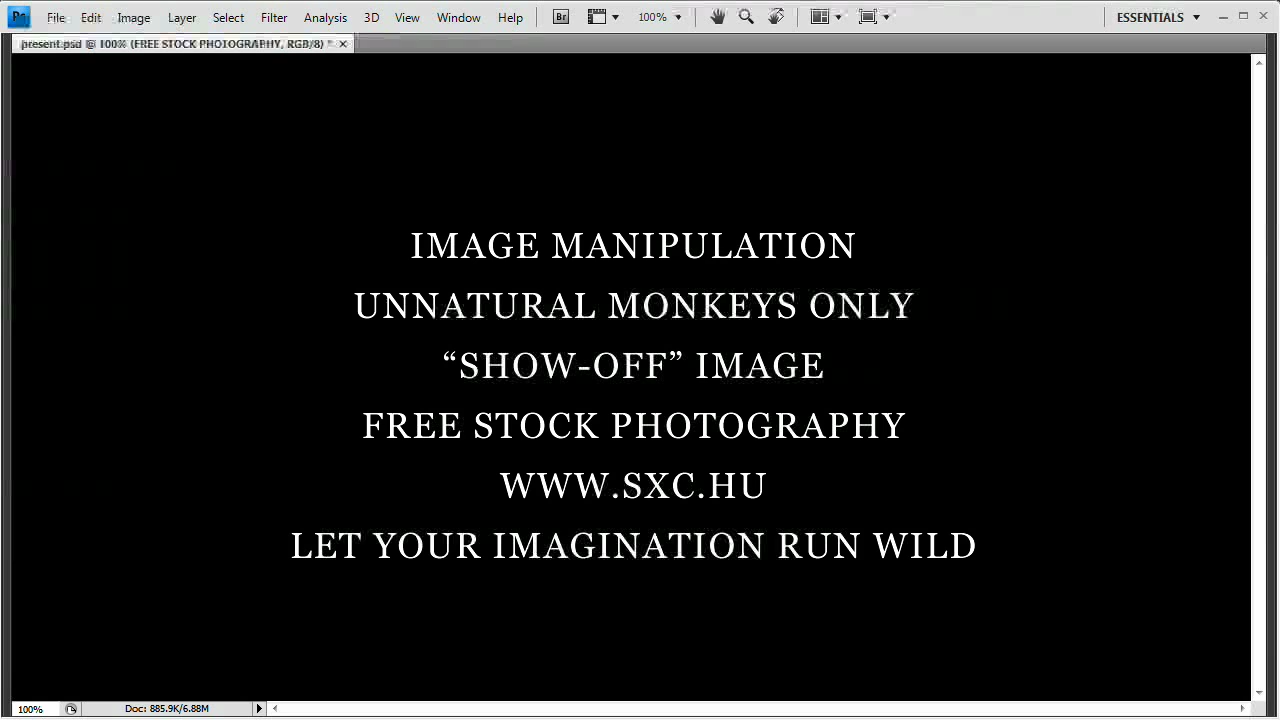 Ps File Edit Image Layer Select Filter Analysis 3D View Window Help Br 100% ESSENTIALS
present.psd @ 100% (FREE STOCK PHOTOGRAPHY, RGB/8) *
IMAGE MANIPULATION
UNNATURAL MONKEYS ONLY
“SHOW-OFF” IMAGE
FREE STOCK PHOTOGRAPHY
WWW.SXC.HU
LET YOUR IMAGINATION RUN WILD
100% Doc: 885.9K/6.88M